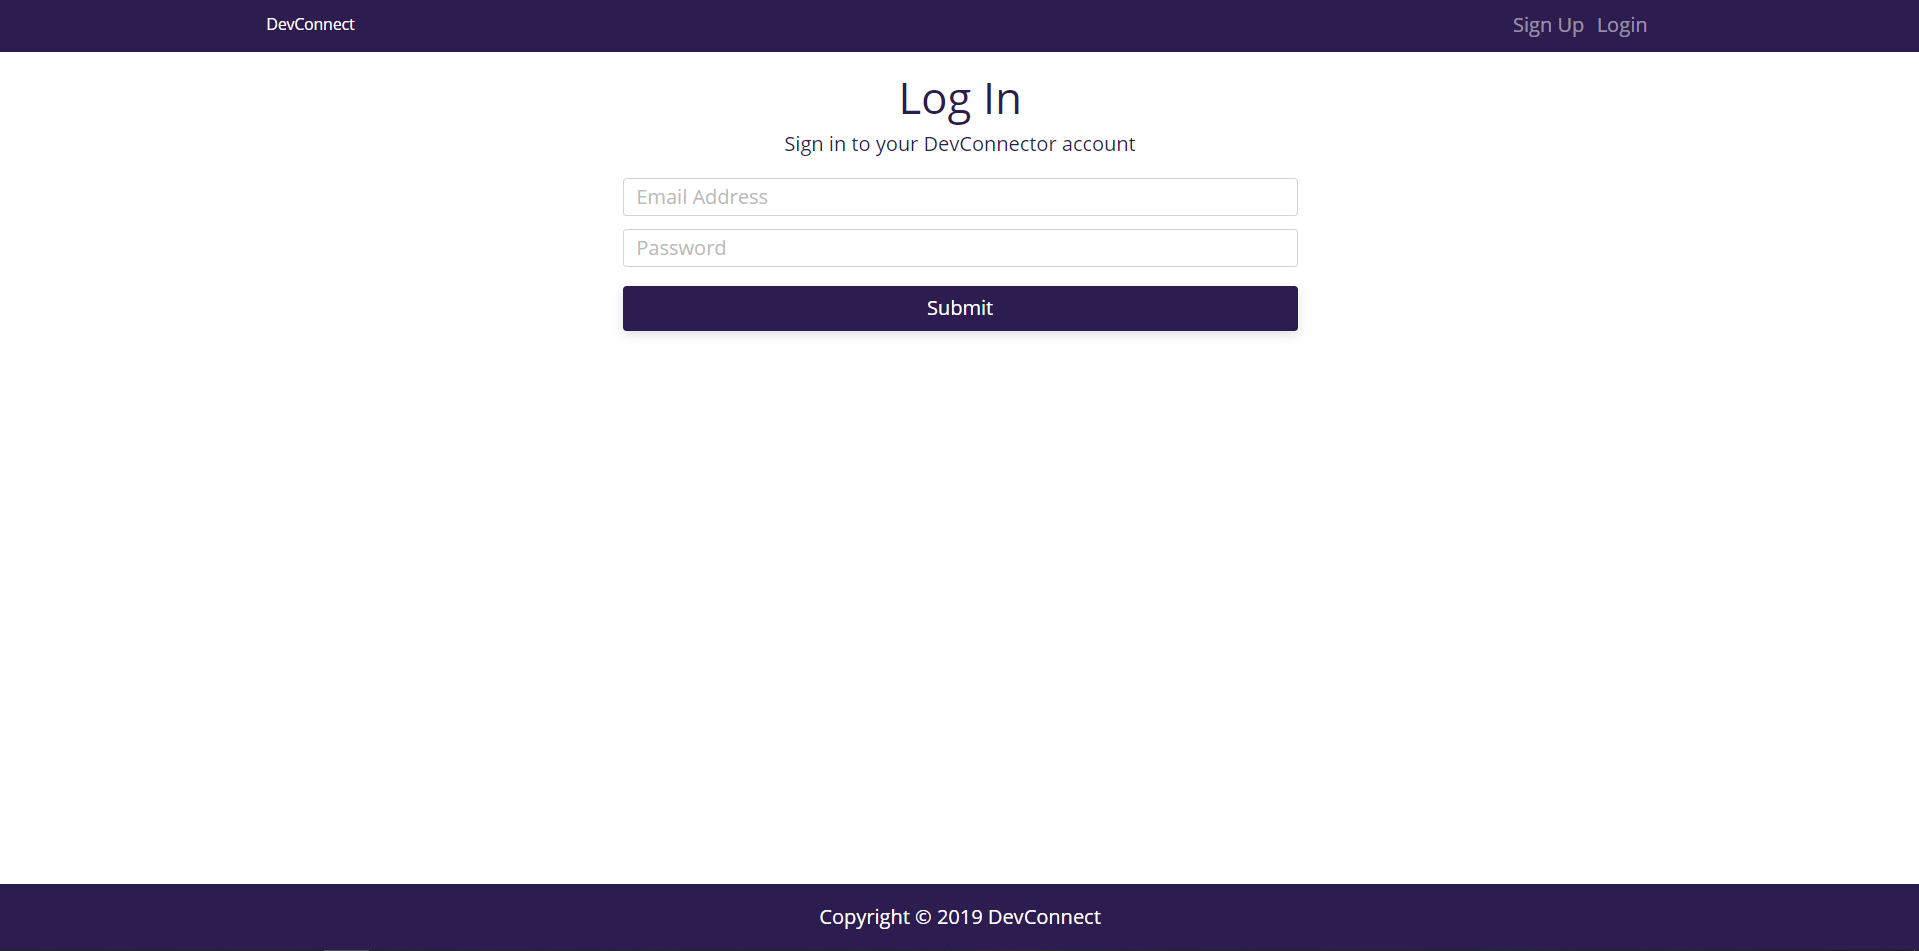 DevConnect
Sign Up Login
Log In
Sign in to your DevConnector account
Email Address
Password
Submit
Copyright © 2019 DevConnect